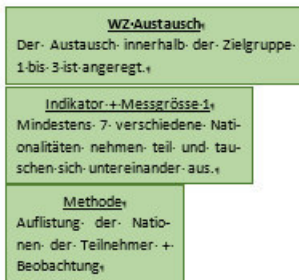 WZ-Austausch
Der Austausch innerhalb der Zielgruppe
1 bis 3 ist angeregt.
Indikator + Messgrösse 1
Mindestens 7 verschiedene Nati-
onalitäten nehmen teil und tau-
schen sich untereinander aus.
Methode
Auflistung der Natio-
nen der Teilnehmer +
Beobachtung